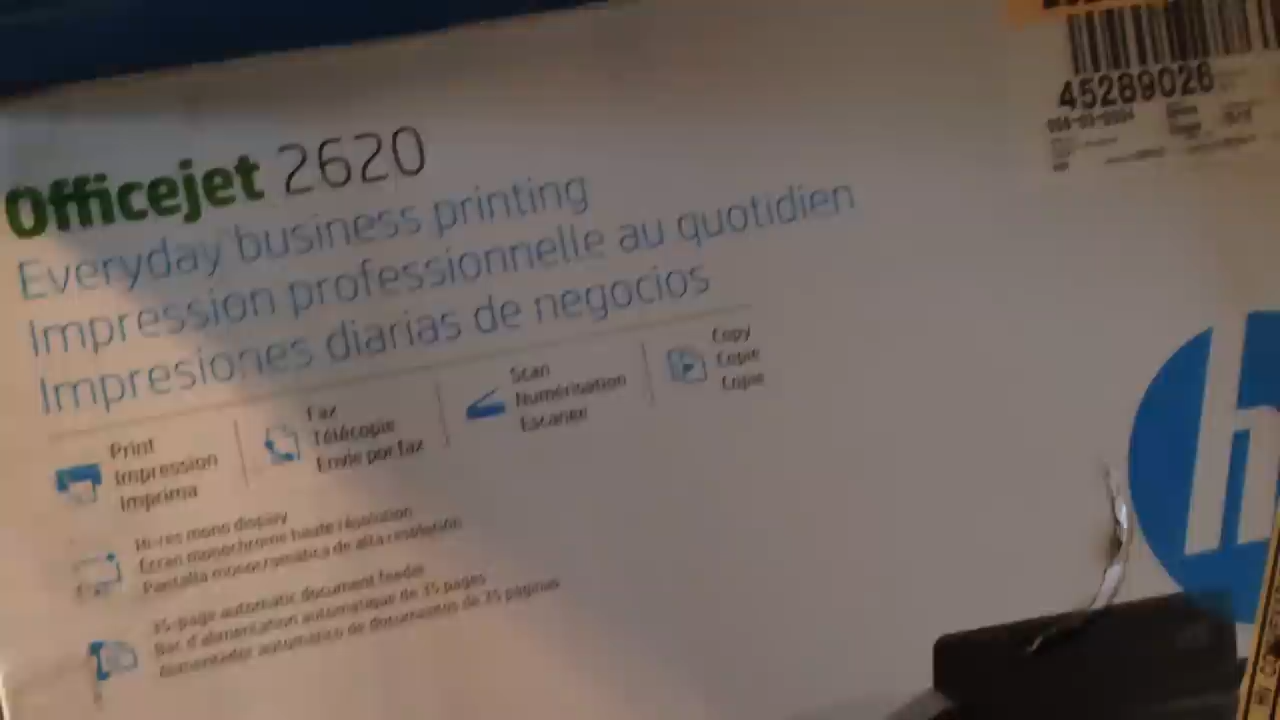 45289028
Officejet 2620
Everyday business printing
Impression professionnelle au quotidien
Impresiones diarias de negocios
Print
Impression
Imprima
Fax
Télécopie
Envíe por fax
Scan
Numérisation
Escanee
Copy
Copie
Copie
Hi-res mono display
Écran monochrome haute résolution
Pantalla monocromática de alta resolución
35-page automatic document feeder
Bac d'alimentation automatique de 35 pages
Alimentador automático de documentos de 35 páginas
hp